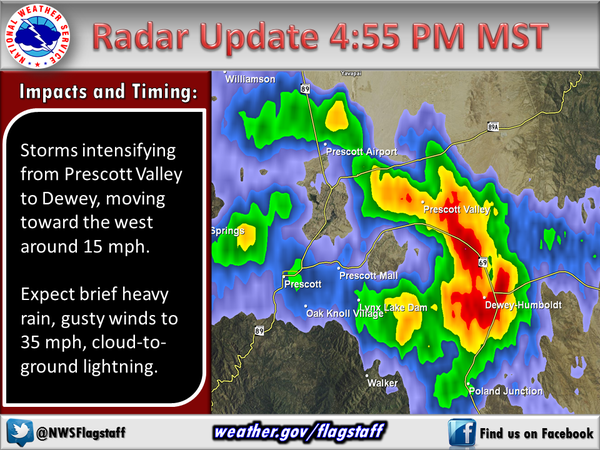 NATIONAL WEATHER SERVICE
Radar Update 4:55 PM MST
Impacts and Timing:
Storms intensifying
from Prescott Valley
to Dewey, moving
toward the west
around 15 mph.
Expect brief heavy
rain, gusty winds to
35 mph, cloud-to-
ground lightning.
Williamson
Yavapai
89
89A
Prescott Airport
Prescott Valley
Springs
69
Prescott Mall
Prescott
Dewey-Humboldt
Lynx Lake Dam
Oak Knoll Village
89
Walker
Poland Junction
@NWSFlagstaff
weather.gov/flagstaff
Find us on Facebook